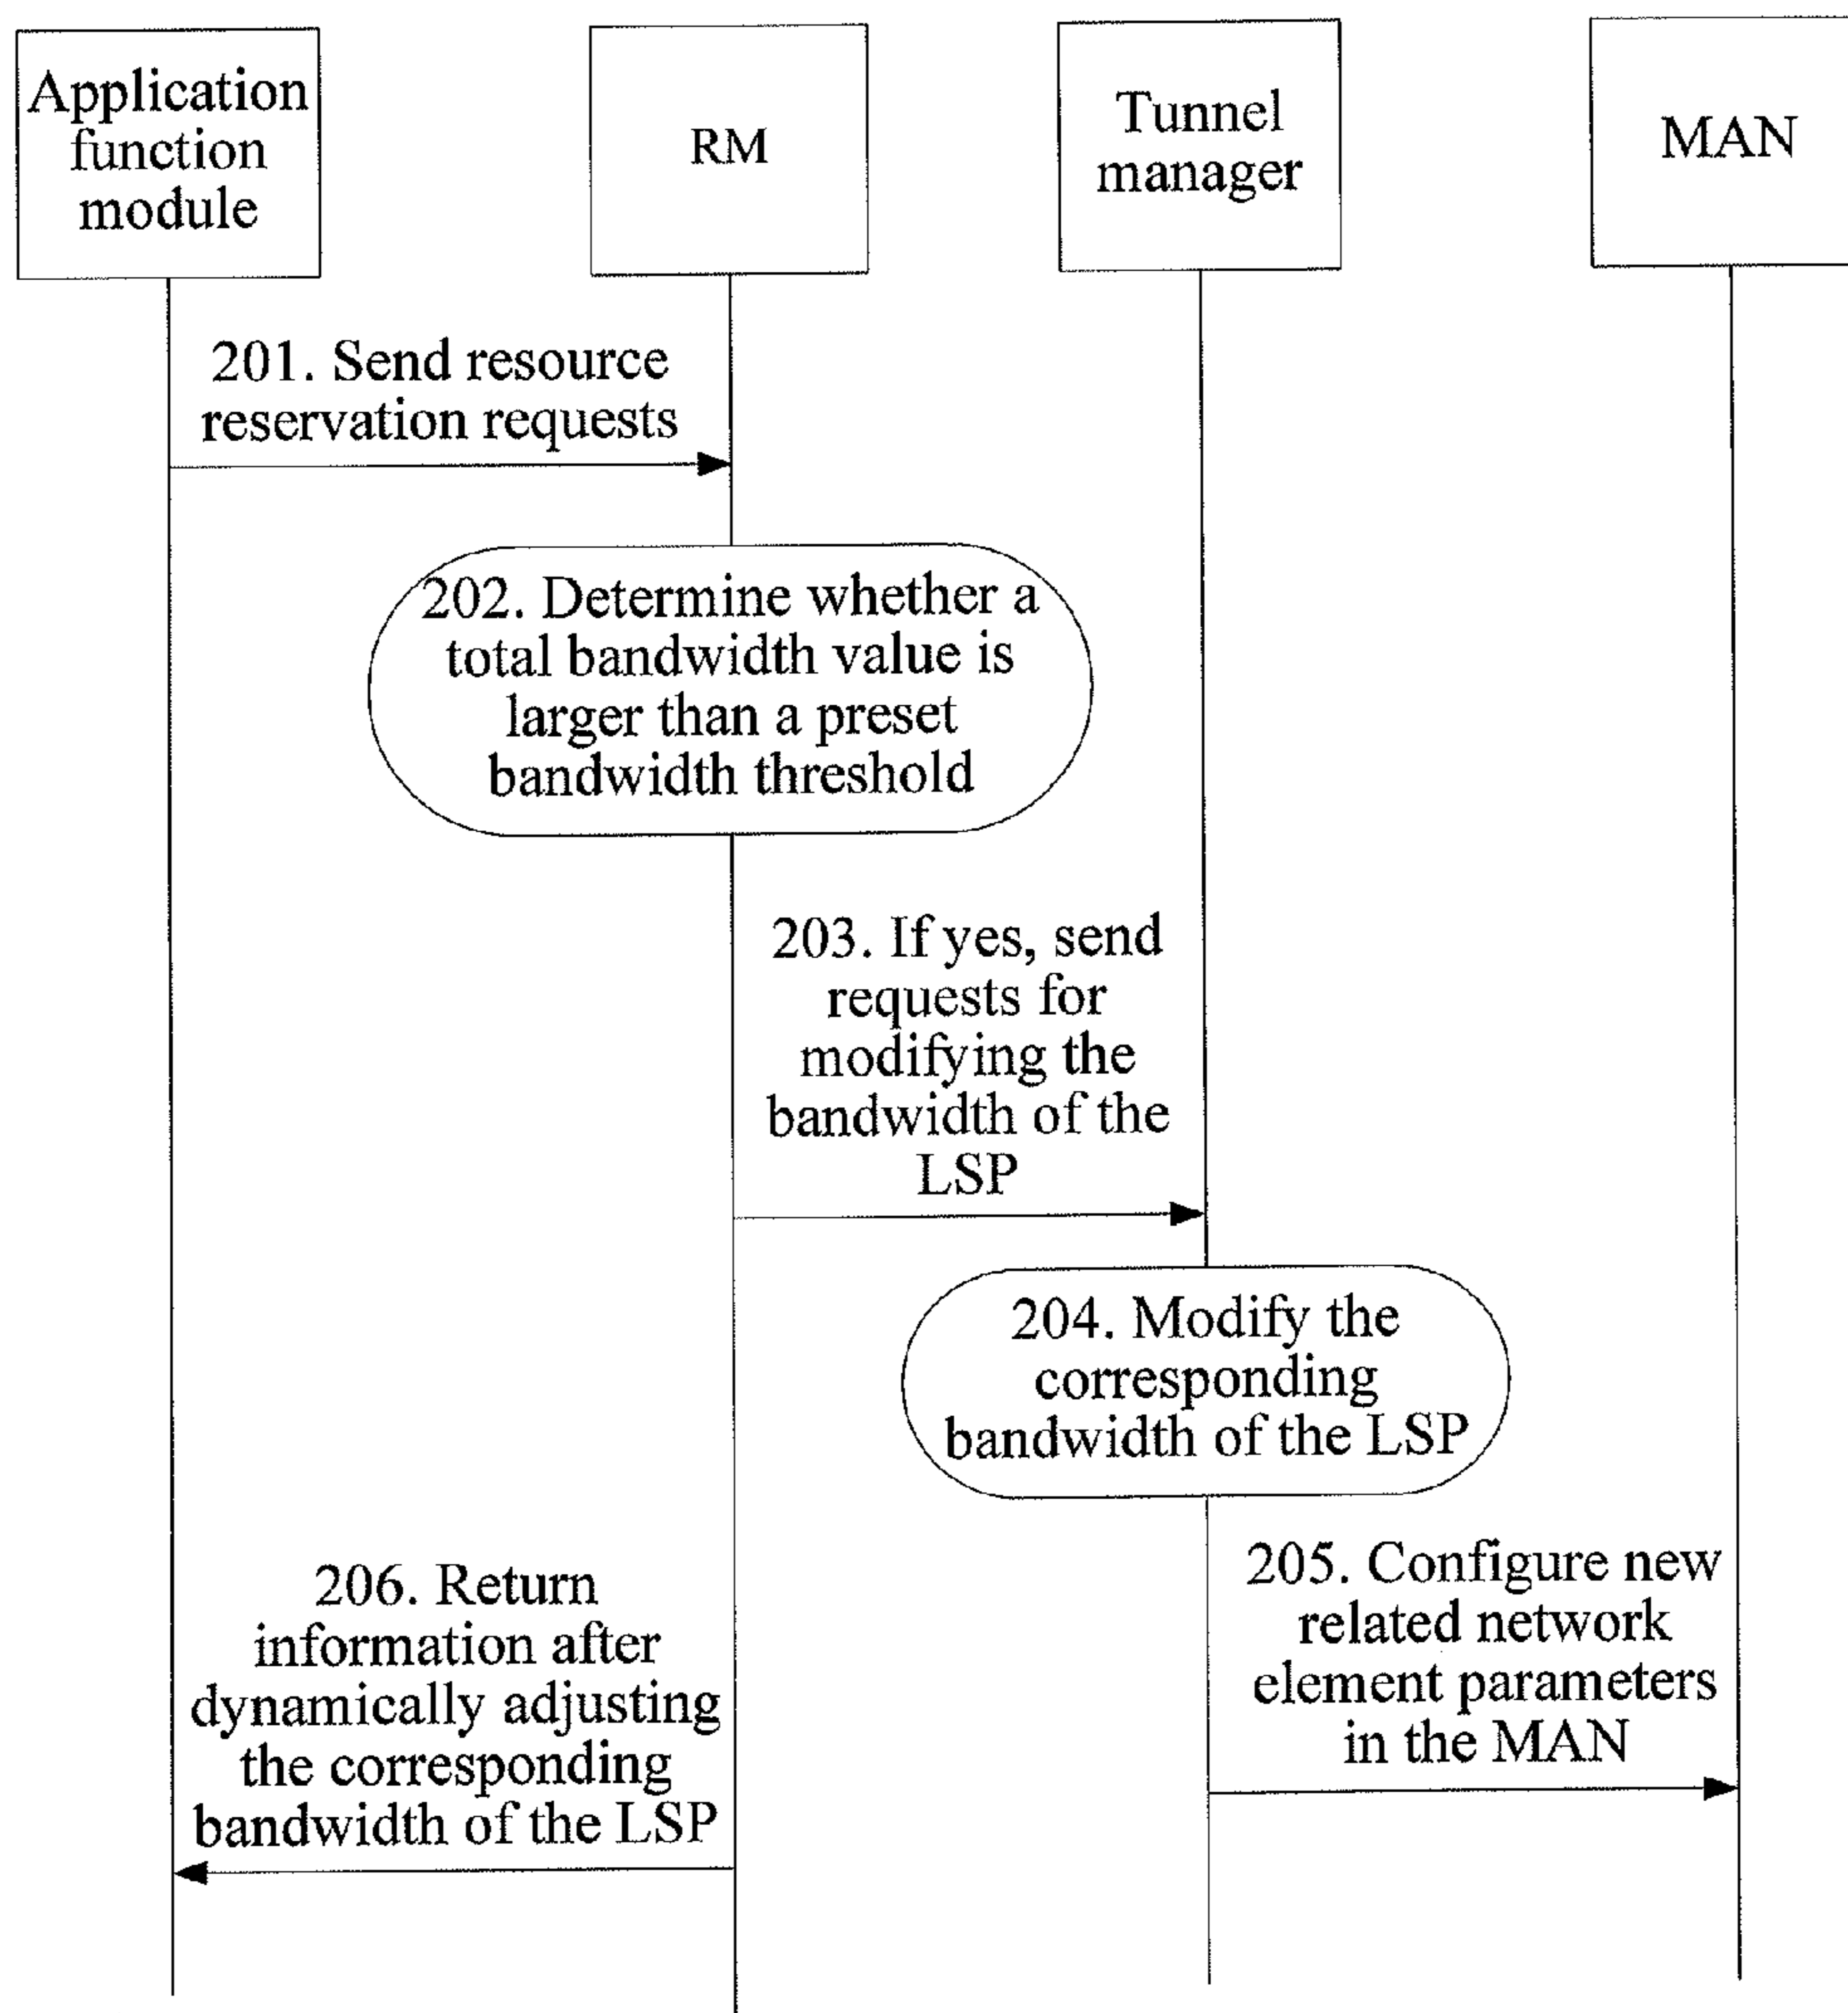 Application
function
module
RM
Tunnel
manager
MAN
201. Send resource
reservation requests
202. Determine whether a
total bandwidth value is
larger than a preset
bandwidth threshold
203. If yes, send
requests for
modifying the
bandwidth of the
LSP
204. Modify the
corresponding
bandwidth of the LSP
205. Configure new
related network
element parameters
in the MAN
206. Return
information after
dynamically adjusting
the corresponding
bandwidth of the LSP